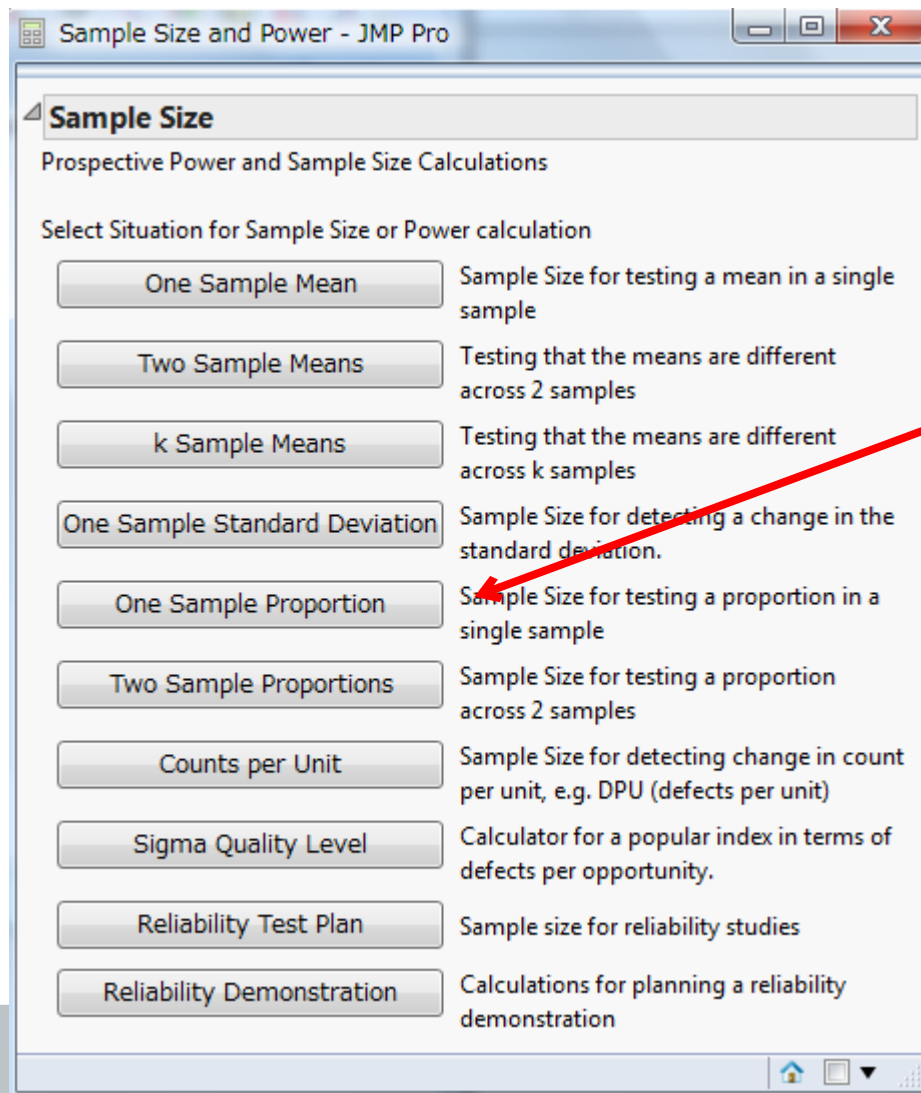 Sample Size and Power - JMP Pro
Sample Size
Prospective Power and Sample Size Calculations
Select Situation for Sample Size or Power calculation
One Sample Mean
Sample Size for testing a mean in a single
sample
Two Sample Means
Testing that the means are different
across 2 samples
k Sample Means
Testing that the means are different
across k samples
One Sample Standard Deviation
Sample Size for detecting a change in the
standard deviation.
One Sample Proportion
Sample Size for testing a proportion in a
single sample
Two Sample Proportions
Sample Size for testing a proportion
across 2 samples
Counts per Unit
Sample Size for detecting change in count
per unit, e.g. DPU (defects per unit)
Sigma Quality Level
Calculator for a popular index in terms of
defects per opportunity.
Reliability Test Plan
Sample size for reliability studies
Reliability Demonstration
Calculations for planning a reliability
demonstration